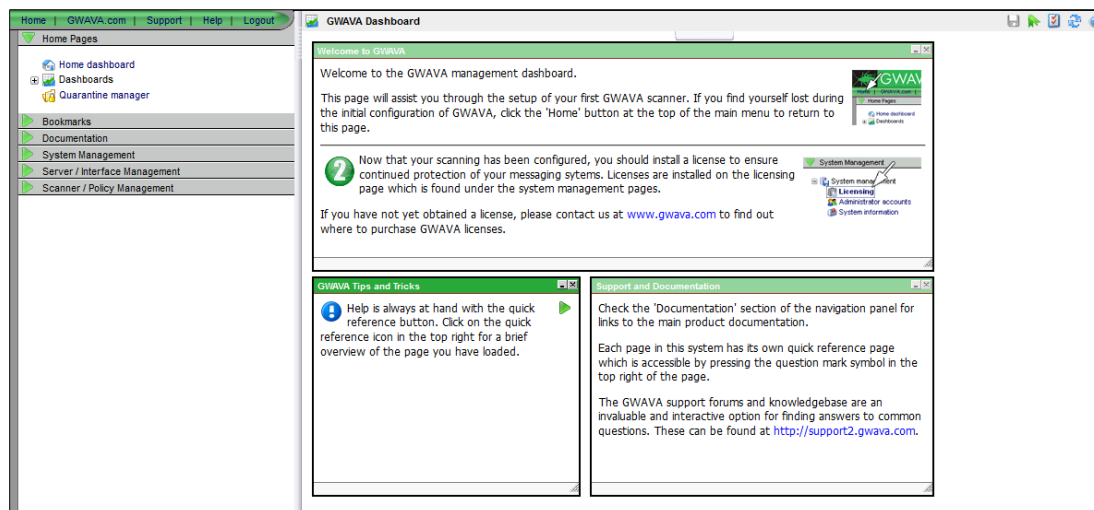 Home | GWAVA.com | Support | Help | Logout
GWAVA Dashboard
Home Pages
Home dashboard
Dashboards
Quarantine manager
Bookmarks
Documentation
System Management
Server / Interface Management
Scanner / Policy Management
Welcome to GWAVA
Welcome to the GWAVA management dashboard.
This page will assist you through the setup of your first GWAVA scanner. If you find yourself lost during
the initial configuration of GWAVA, click the 'Home' button at the top of the main menu to return to
this page.
GWAV
Home | GWAVA.com |
Home Pages
Home dashboard
Dashboards
2
Now that your scanning has been configured, you should install a license to ensure
continued protection of your messaging sytems. Licenses are installed on the licensing
page which is found under the system management pages.
If you have not yet obtained a license, please contact us at www.gwava.com to find out
where to purchase GWAVA licenses.
System Management
System management
Licensing
Administrator accounts
System information
GWAVA Tips and Tricks
Help is always at hand with the quick
reference button. Click on the quick
reference icon in the top right for a brief
overview of the page you have loaded.
Support and Documentation
Check the 'Documentation' section of the navigation panel for
links to the main product documentation.
Each page in this system has its own quick reference page
which is accessible by pressing the question mark symbol in the
top right of the page.
The GWAVA support forums and knowledgebase are an
invaluable and interactive option for finding answers to common
questions. These can be found at http://support2.gwava.com.